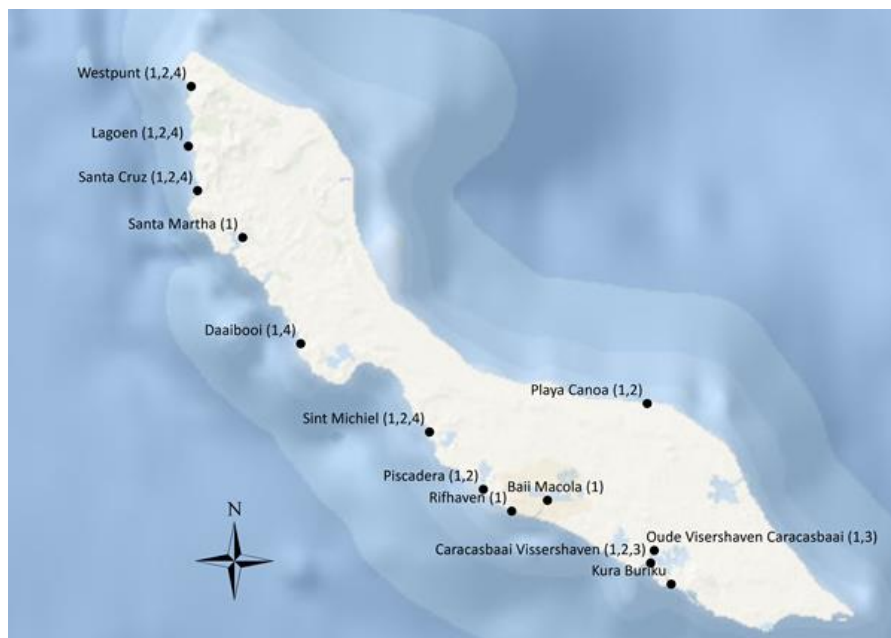 Westpunt (1,2,4)
Lagoen (1,2,4)
Santa Cruz (1,2,4)
Santa Martha (1)
Daaibooi (1,4)
Playa Canoa (1,2)
Sint Michiel (1,2,4)
Piscadera (1,2)
Baii Macola (1)
Rifhaven (1)
Oude Visershaven Caracasbaai (1,3)
Caracasbaai Vissershaven (1,2,3)
Kura Buriku
N